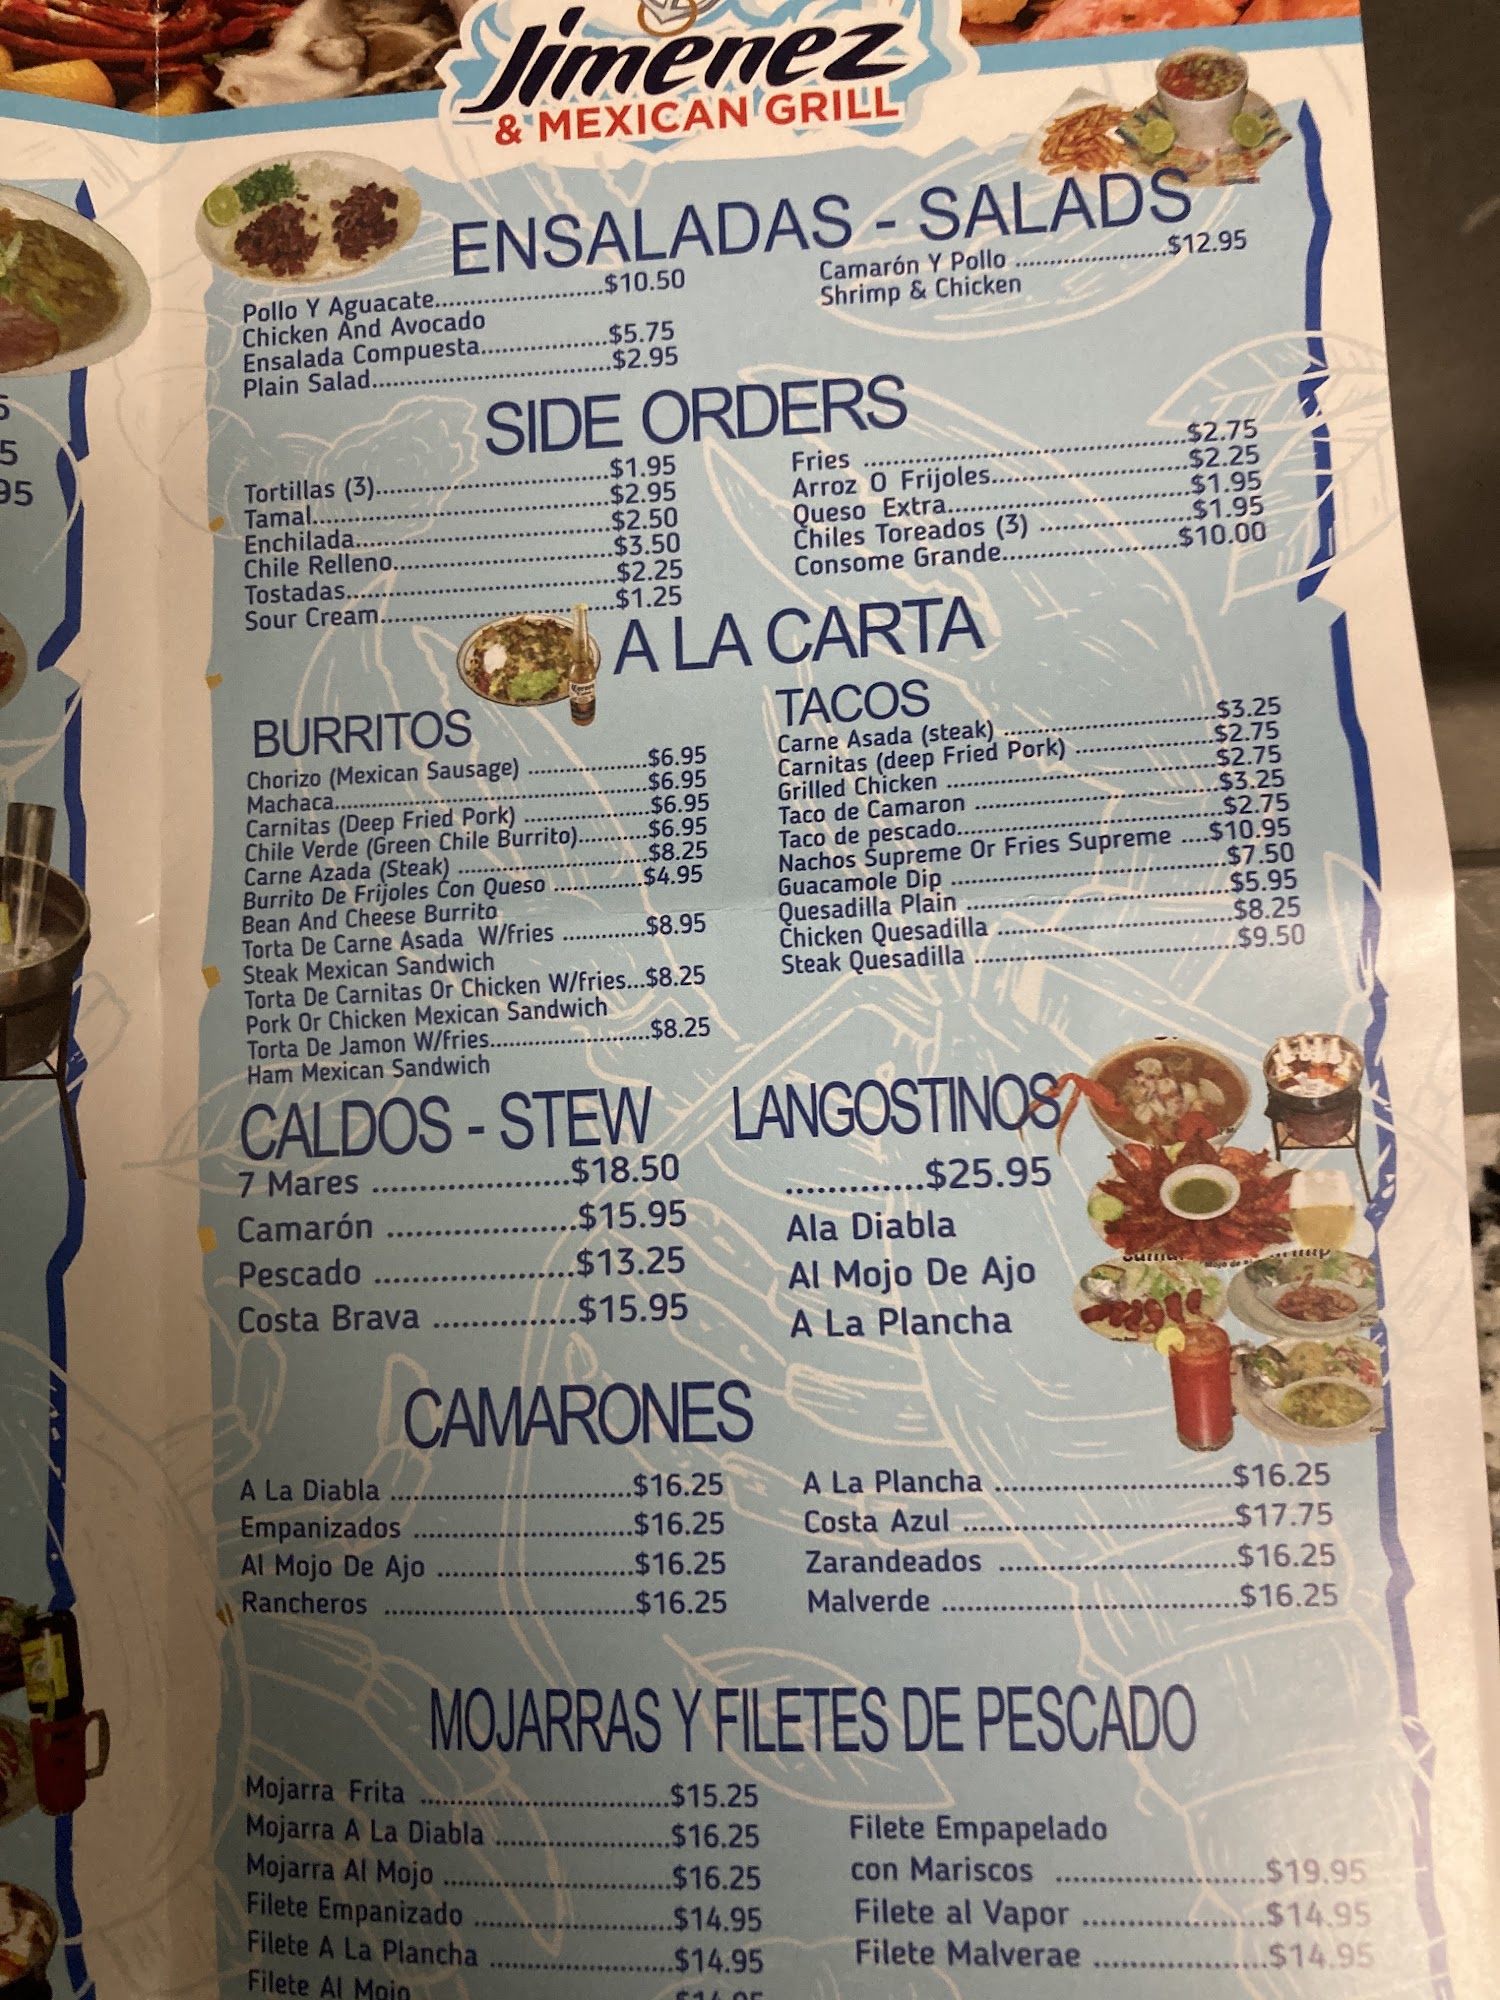 Jimenez
& MEXICAN GRILL
ENSALADAS - SALADS
Pollo Y Aguacate..........................$10.50
Chicken And Avocado
Ensalada Compuesta....................$5.75
Plain Salad......................................$2.95
Camarón Y Pollo .......................$12.95
Shrimp & Chicken
SIDE ORDERS
Tortillas (3)....................................$1.95
Tamal..............................................$2.95
Enchilada.......................................$2.50
Chile Relleno..................................$3.50
Tostadas.........................................$2.25
Sour Cream....................................$1.25
Fries ................................................$2.75
Arroz O Frijoles.............................$2.25
Queso Extra....................................$1.95
Chiles Toreados (3) ......................$1.95
Consome Grande..........................$10.00
A LA CARTA
BURRITOS
Chorizo (Mexican Sausage) ..................$6.95
Machaca................................................$6.95
Carnitas (Deep Fried Pork) ...................$6.95
Chile Verde (Green Chile Burrito)...........$6.95
Carne Azada (Steak) .............................$8.25
Burrito De Frijoles Con Queso ..............$4.95
Bean And Cheese Burrito
Torta De Carne Asada W/fries .............$8.95
Steak Mexican Sandwich
Torta De Carnitas Or Chicken W/fries...$8.25
Pork Or Chicken Mexican Sandwich
Torta De Jamon W/fries.........................$8.25
Ham Mexican Sandwich
TACOS
Carne Asada (steak) ................................$3.25
Carnitas (deep Fried Pork) .....................$2.75
Grilled Chicken ........................................$2.75
Taco de Camaron ....................................$3.25
Taco de pescado.......................................$2.75
Nachos Supreme Or Fries Supreme ....$10.95
Guacamole Dip .........................................$7.50
Quesadilla Plain .......................................$5.95
Chicken Quesadilla ..................................$8.25
Steak Quesadilla ......................................$9.50
CALDOS - STEW
7 Mares .....................$18.50
Camarón ....................$15.95
Pescado .....................$13.25
Costa Brava ...............$15.95
LANGOSTINOS
.............$25.95
Ala Diabla
Al Mojo De Ajo
A La Plancha
CAMARONES
A La Diabla .............................$16.25
Empanizados ..........................$16.25
Al Mojo De Ajo ........................$16.25
Rancheros ..............................$16.25
A La Plancha ............................$16.25
Costa Azul ................................$17.75
Zarandeados ............................$16.25
Malverde ...................................$16.25
MOJARRAS Y FILETES DE PESCADO
Mojarra Frita ..............................$15.25
Mojarra A La Diabla .....................$16.25
Mojarra Al Mojo ...........................$16.25
Filete Empanizado ........................$14.95
Filete A La Plancha ......................$14.95
Filete Al Mojo
Filete Empapelado
con Mariscos .........................$19.95
Filete al Vapor ......................$14.95
Filete Malverae .....................$14.95